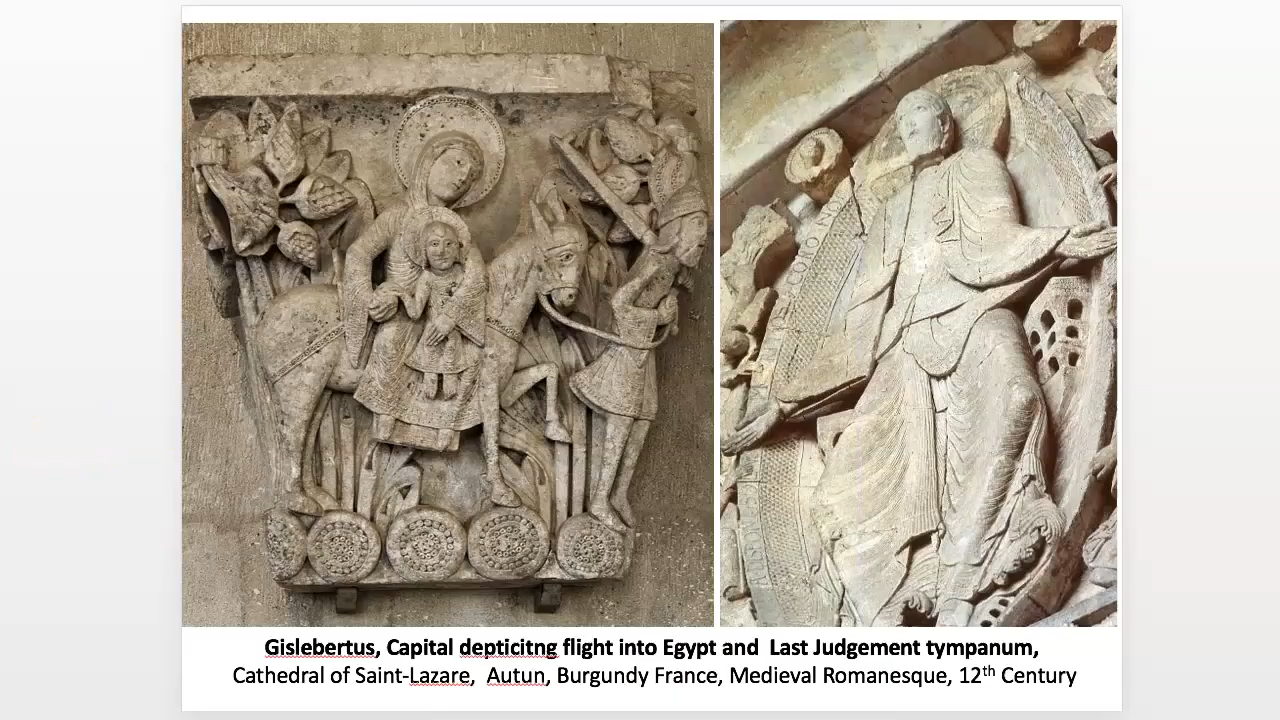 Gislebertus, Capital depticitng flight into Egypt and Last Judgement tympanum,
Cathedral of Saint-Lazare, Autun, Burgundy France, Medieval Romanesque, 12th Century